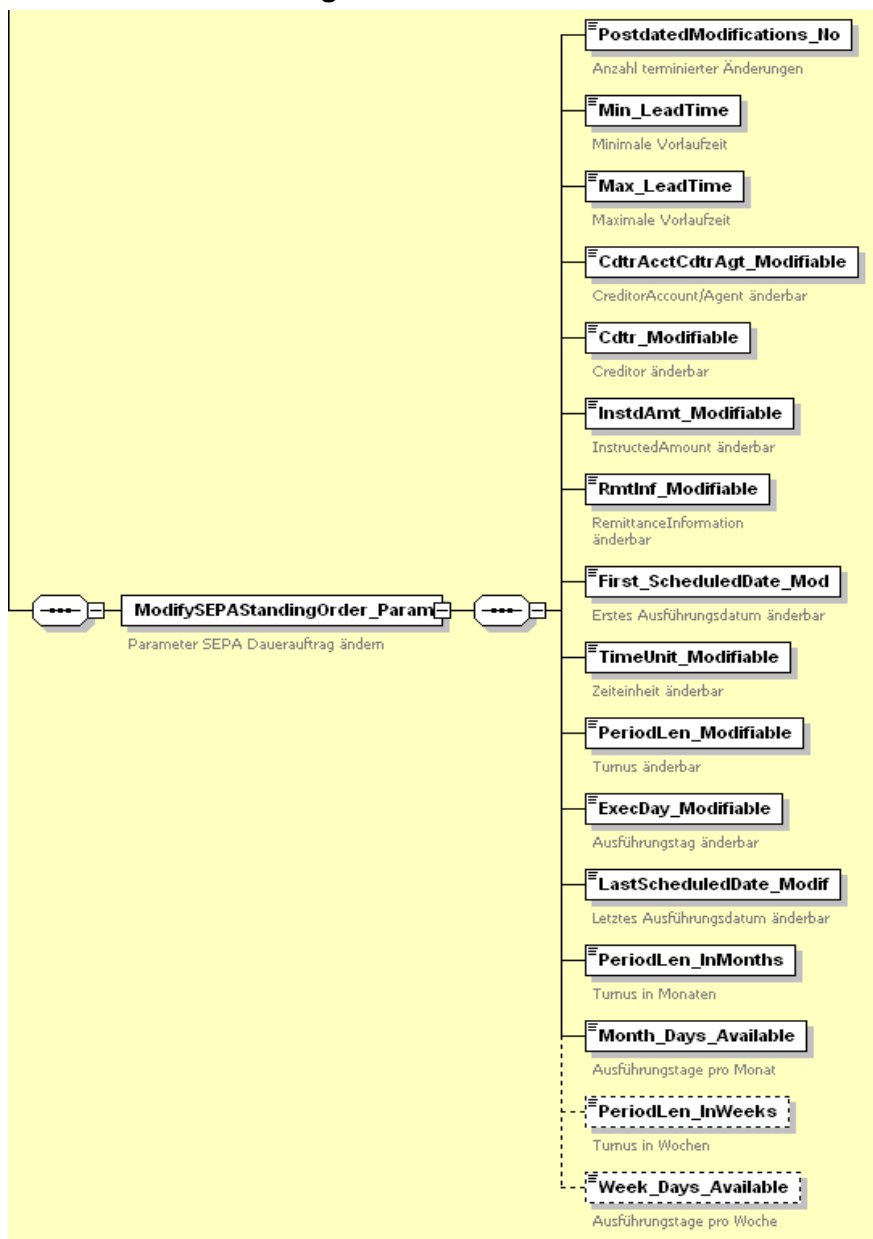 PostdatedModifications_No
Anzahl terminierter Änderungen
Min_LeadTime
Minimale Vorlaufzeit
Max_LeadTime
Maximale Vorlaufzeit
CdtrAcctCdtrAgt_Modifiable
CreditorAccount/Agent änderbar
Cdtr_Modifiable
Creditor änderbar
InstdAmt_Modifiable
InstructedAmount änderbar
RmtInf_Modifiable
RemittanceInformation
änderbar
First_ScheduledDate_Mod
Erstes Ausführungsdatum änderbar
ModifySEPAStandingOrder_Param
Parameter SEPA Dauerauftrag ändern
TimeUnit_Modifiable
Zeiteinheit änderbar
PeriodLen_Modifiable
Turnus änderbar
ExecDay_Modifiable
Ausführungstag änderbar
LastScheduledDate_Modif
Letztes Ausführungsdatum änderbar
PeriodLen_InMonths
Turnus in Monaten
Month_Days_Available
Ausführungstage pro Monat
PeriodLen_InWeeks
Turnus in Wochen
Week_Days_Available
Ausführungstage pro Woche